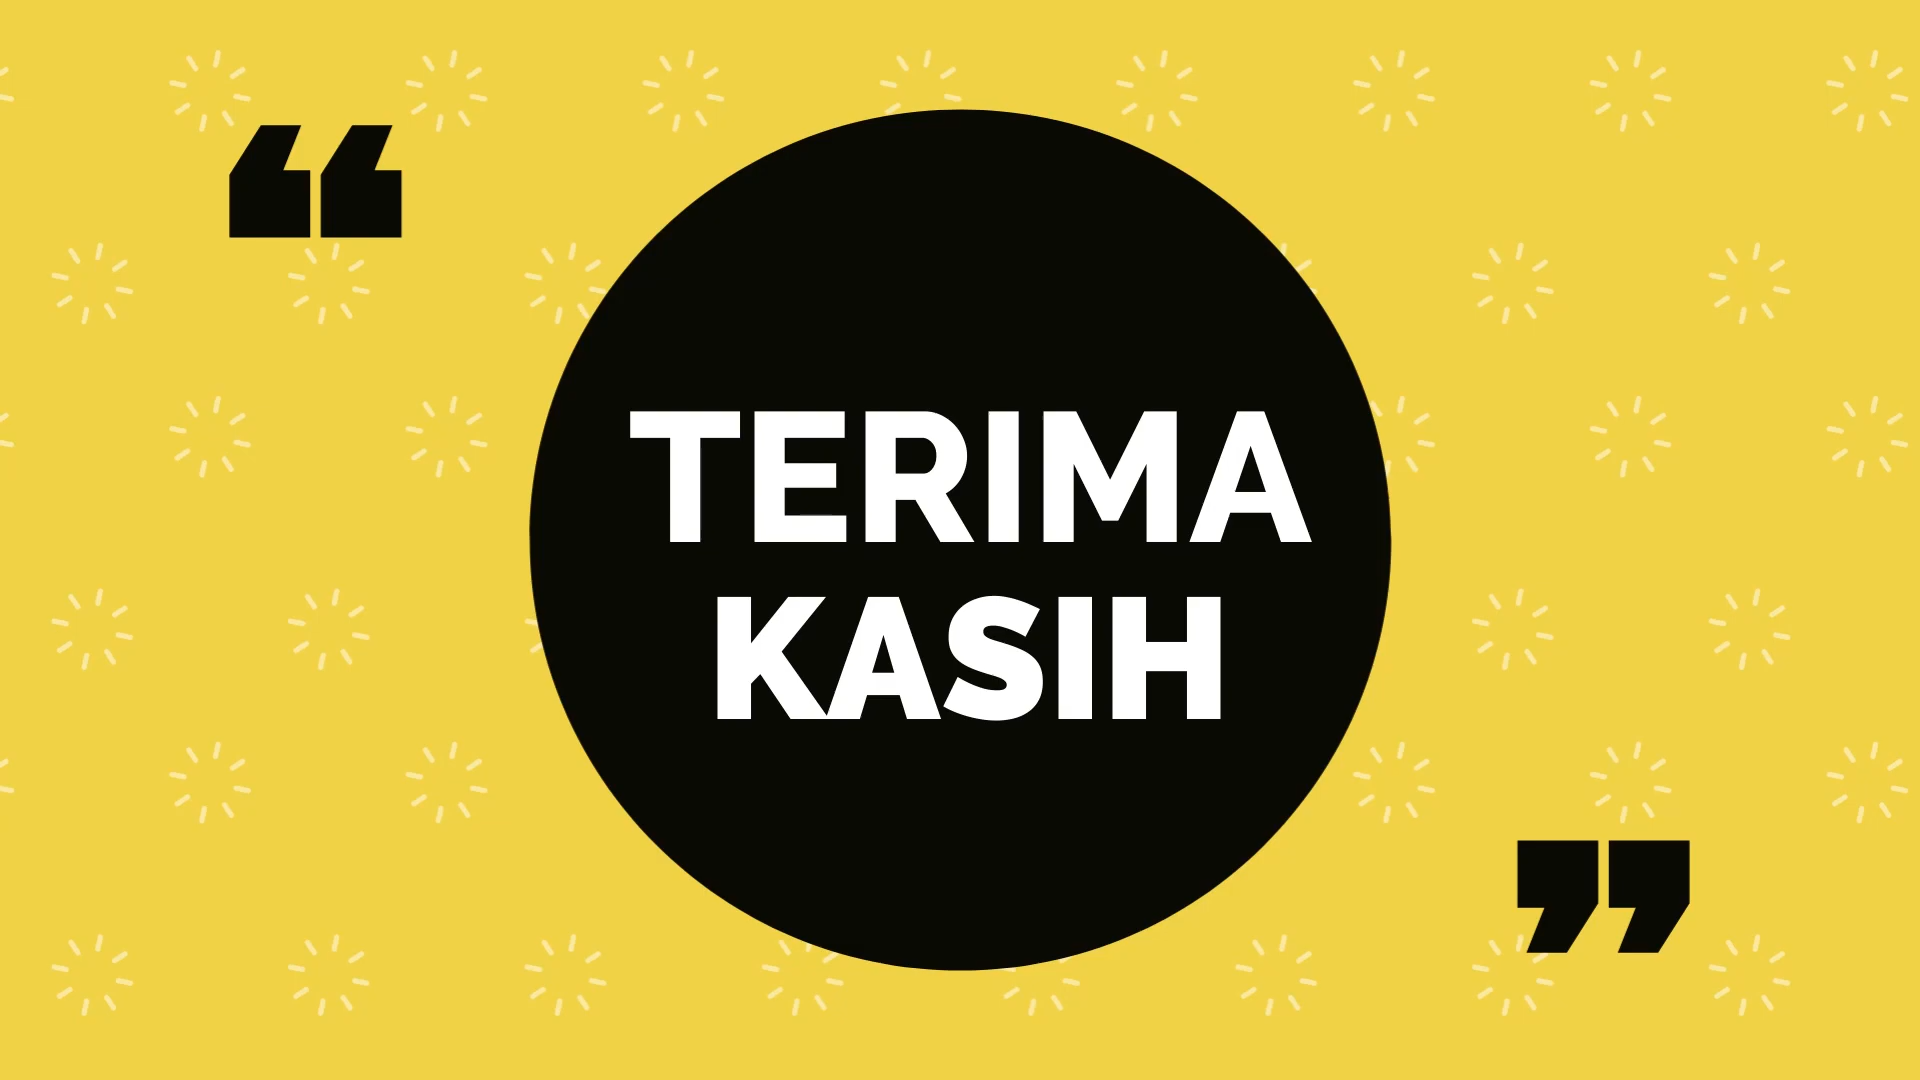 “
TERIMA
KASIH
”